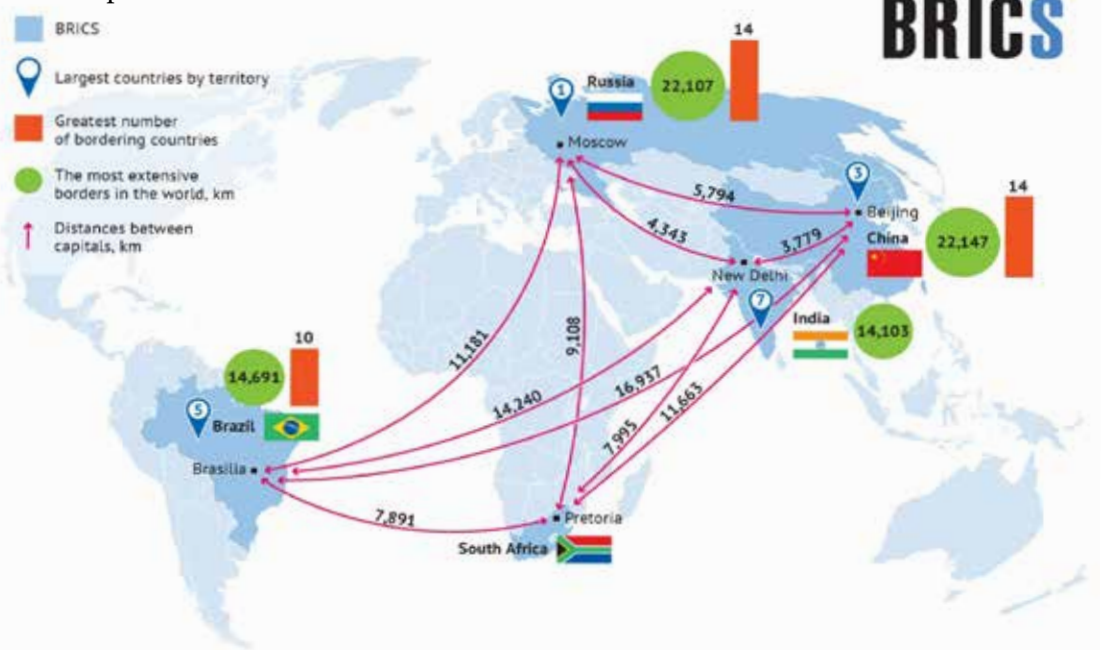 BRICS
BRICS
Largest countries by territory
Greatest number
of bordering countries
The most extensive
borders in the world, km
Distances between
capitals, km
14
1
Russia
22,107
Moscow
3
14
5,794
Beijing
4,343
3,779
China
22,147
New Delhi
7
India
14,103
10
11,181
9,108
14,691
14,240
16,937
11,663
5
Brazil
7,995
Brasilia
7,891
Pretoria
South Africa